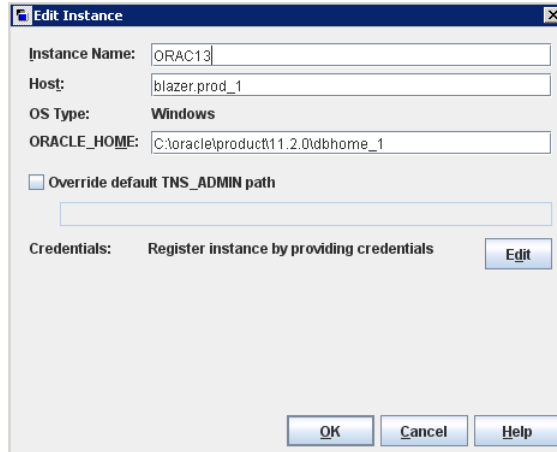 Edit Instance
Instance Name: ORAC13
Host: blazer.prod_1
OS Type: Windows
ORACLE_HOME: C:\oracle\product\11.2.0\dbhome_1
Override default TNS_ADMIN path
Credentials: Register instance by providing credentials Edit
OK Cancel Help